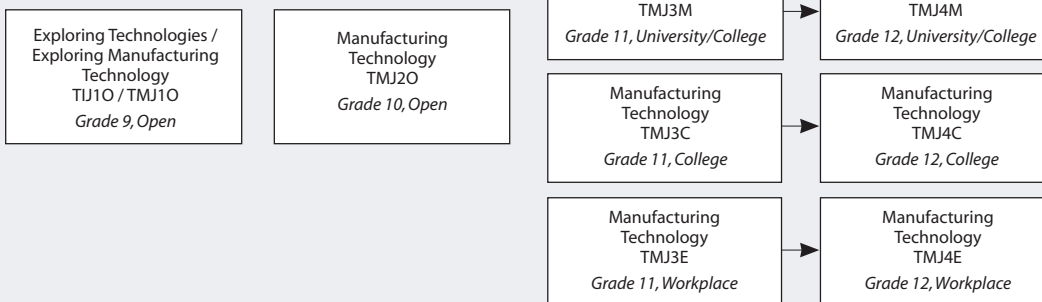 Exploring Technologies /
Exploring Manufacturing
Technology
TIJ1O / TMJ1O
Grade 9, Open
Manufacturing
Technology
TMJ2O
Grade 10, Open
TMJ3M
Grade 11, University/College
TMJ4M
Grade 12, University/College
Manufacturing
Technology
TMJ3C
Grade 11, College
Manufacturing
Technology
TMJ4C
Grade 12, College
Manufacturing
Technology
TMJ3E
Grade 11, Workplace
Manufacturing
Technology
TMJ4E
Grade 12, Workplace